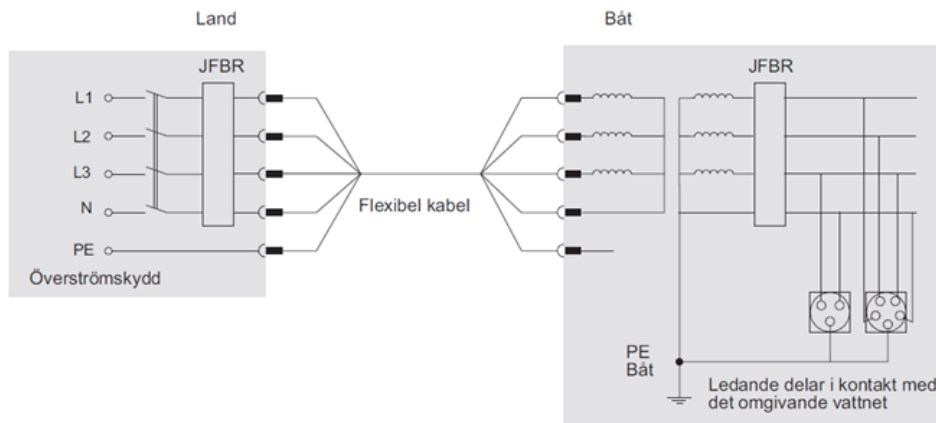 Land
Båt
JFBR
JFBR
L1
L2
L3
N
PE
Flexibel kabel
Överströmskydd
PE
Båt
Ledande delar i kontakt med
det omgivande vattnet